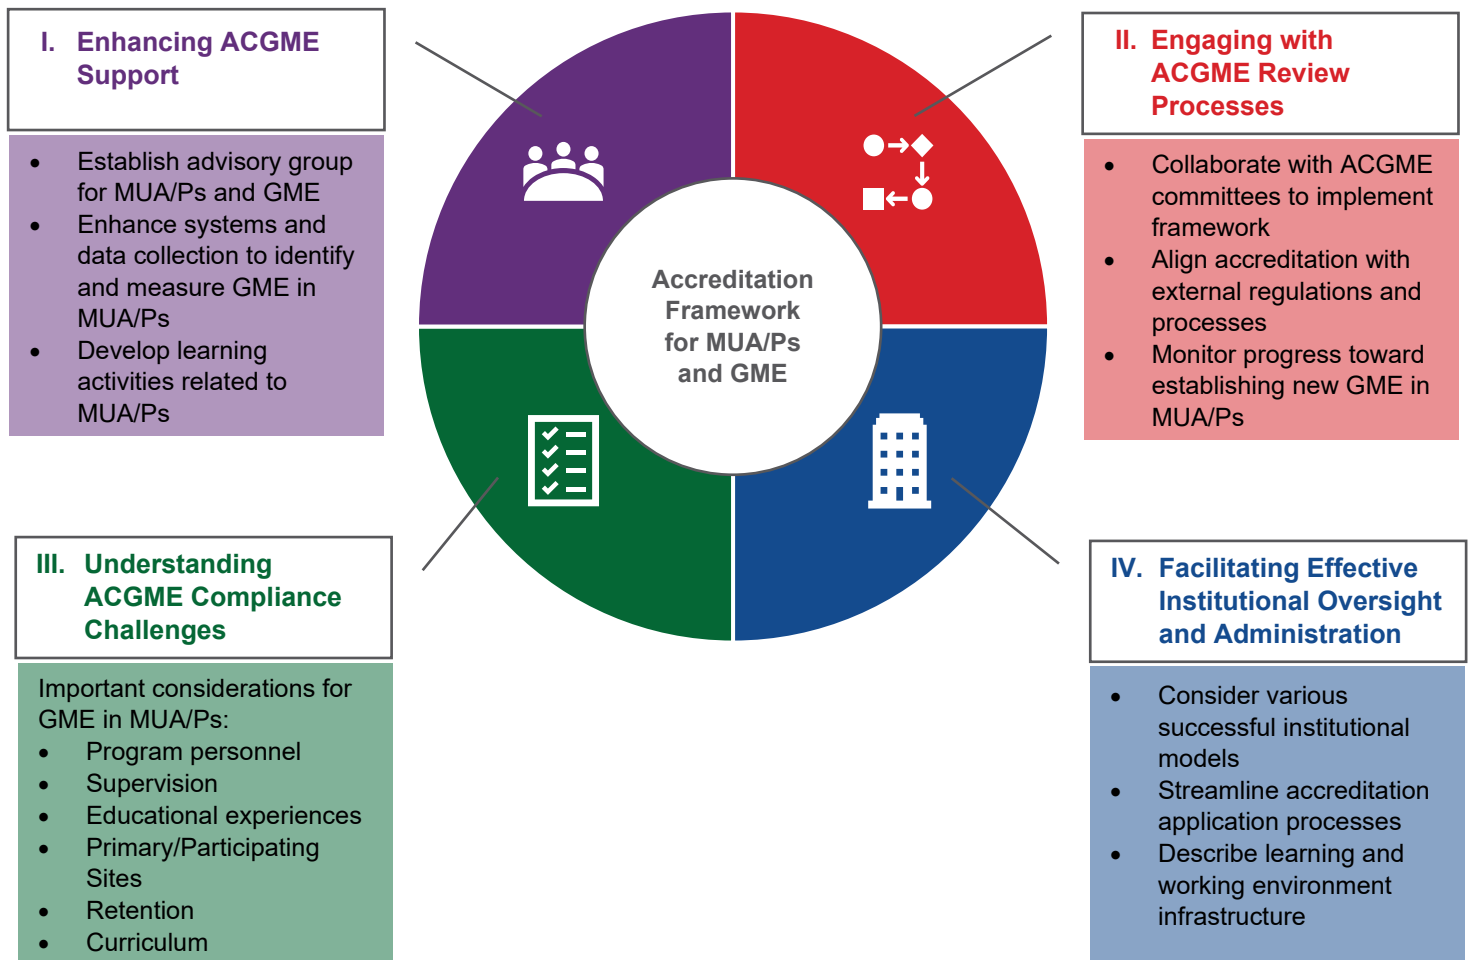 I. Enhancing ACGME
Support
• Establish advisory group
for MUA/Ps and GME
• Enhance systems and
data collection to identify
and measure GME in
MUA/Ps
• Develop learning
activities related to
MUA/Ps
II. Engaging with
ACGME Review
Processes
• Collaborate with ACGME
committees to implement
framework
• Align accreditation with
external regulations and
processes
• Monitor progress toward
establishing new GME in
MUA/Ps
Accreditation
Framework
for MUA/Ps
and GME
III. Understanding
ACGME Compliance
Challenges
Important considerations for
GME in MUA/Ps:
• Program personnel
• Supervision
• Educational experiences
• Primary/Participating
Sites
• Retention
• Curriculum
IV. Facilitating Effective
Institutional Oversight
and Administration
• Consider various
successful institutional
models
• Streamline accreditation
application processes
• Describe learning and
working environment
infrastructure